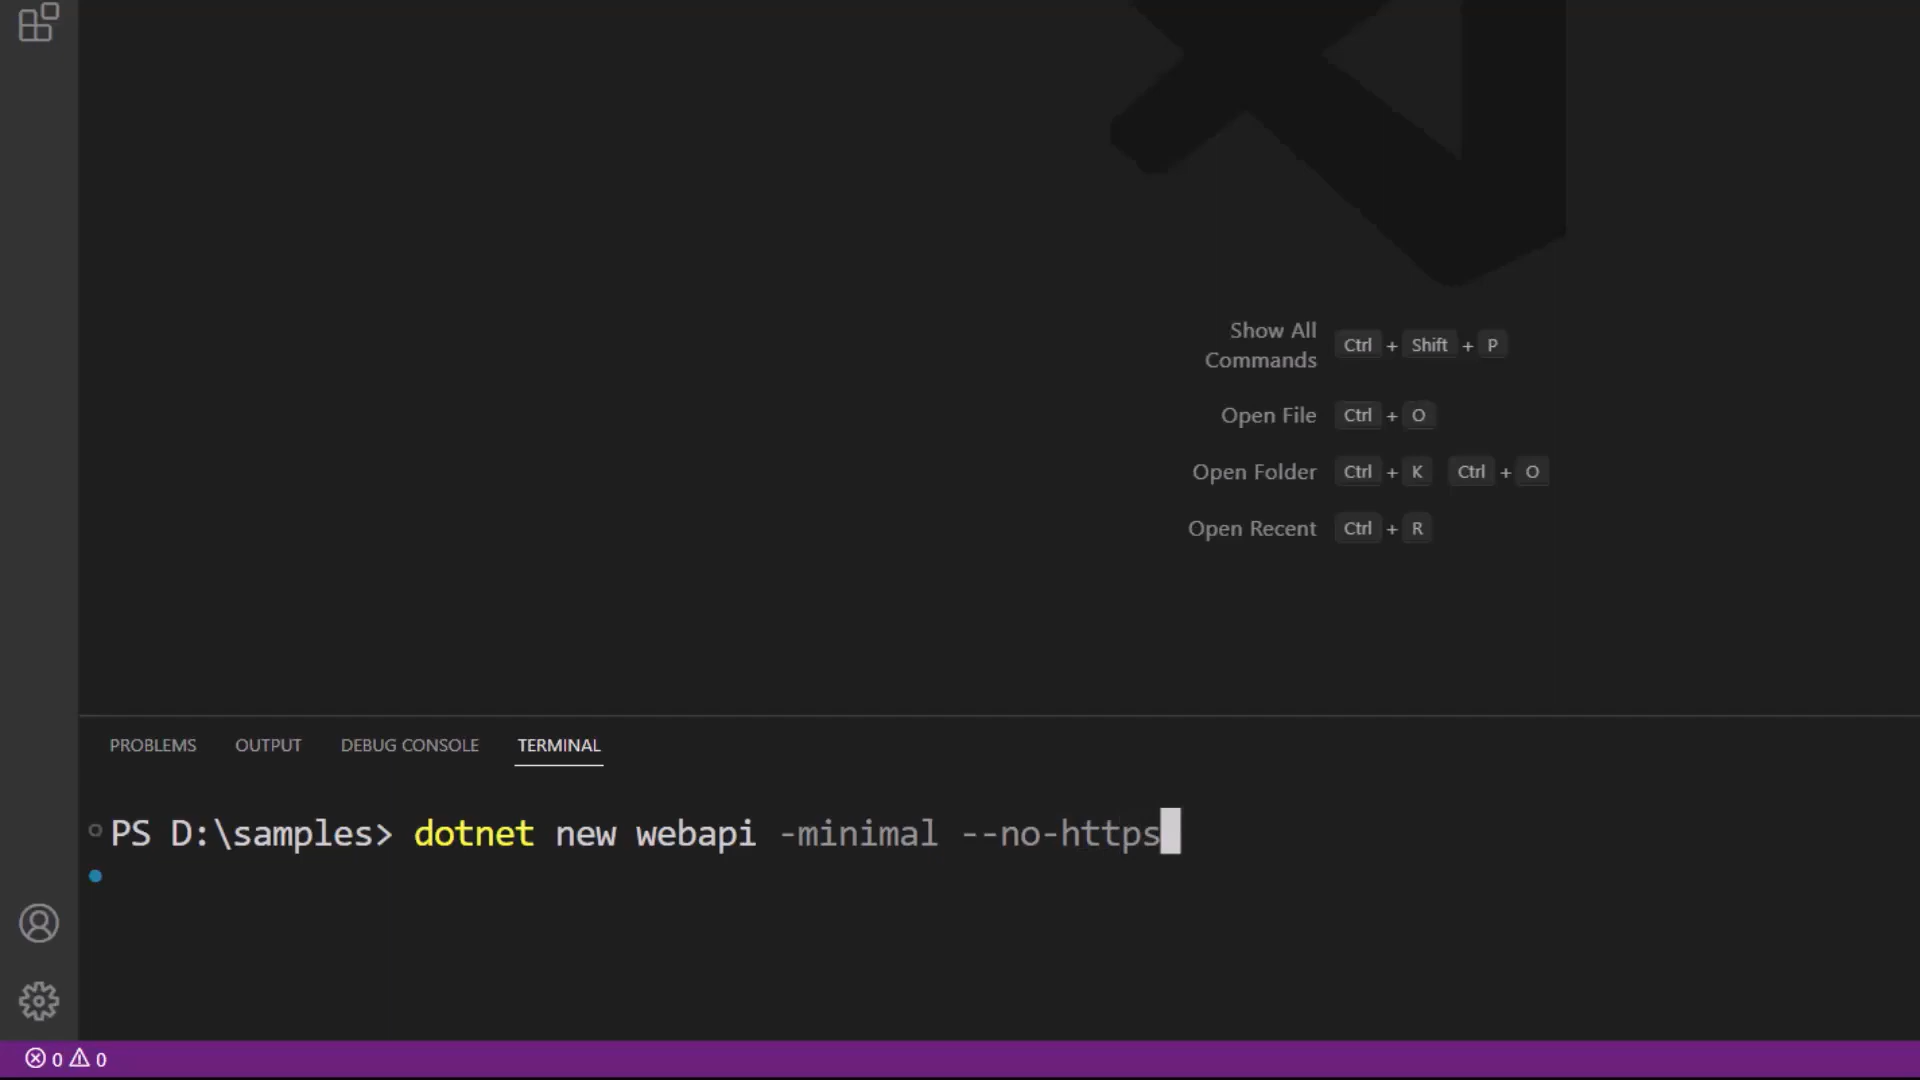 Show All
Commands
Ctrl + Shift + P
Open File
Ctrl + O
Open Folder
Ctrl + K Ctrl + O
Open Recent
Ctrl + R
PROBLEMS OUTPUT DEBUG CONSOLE TERMINAL
PS D:\samples> dotnet new webapi -minimal --no-https
0 0